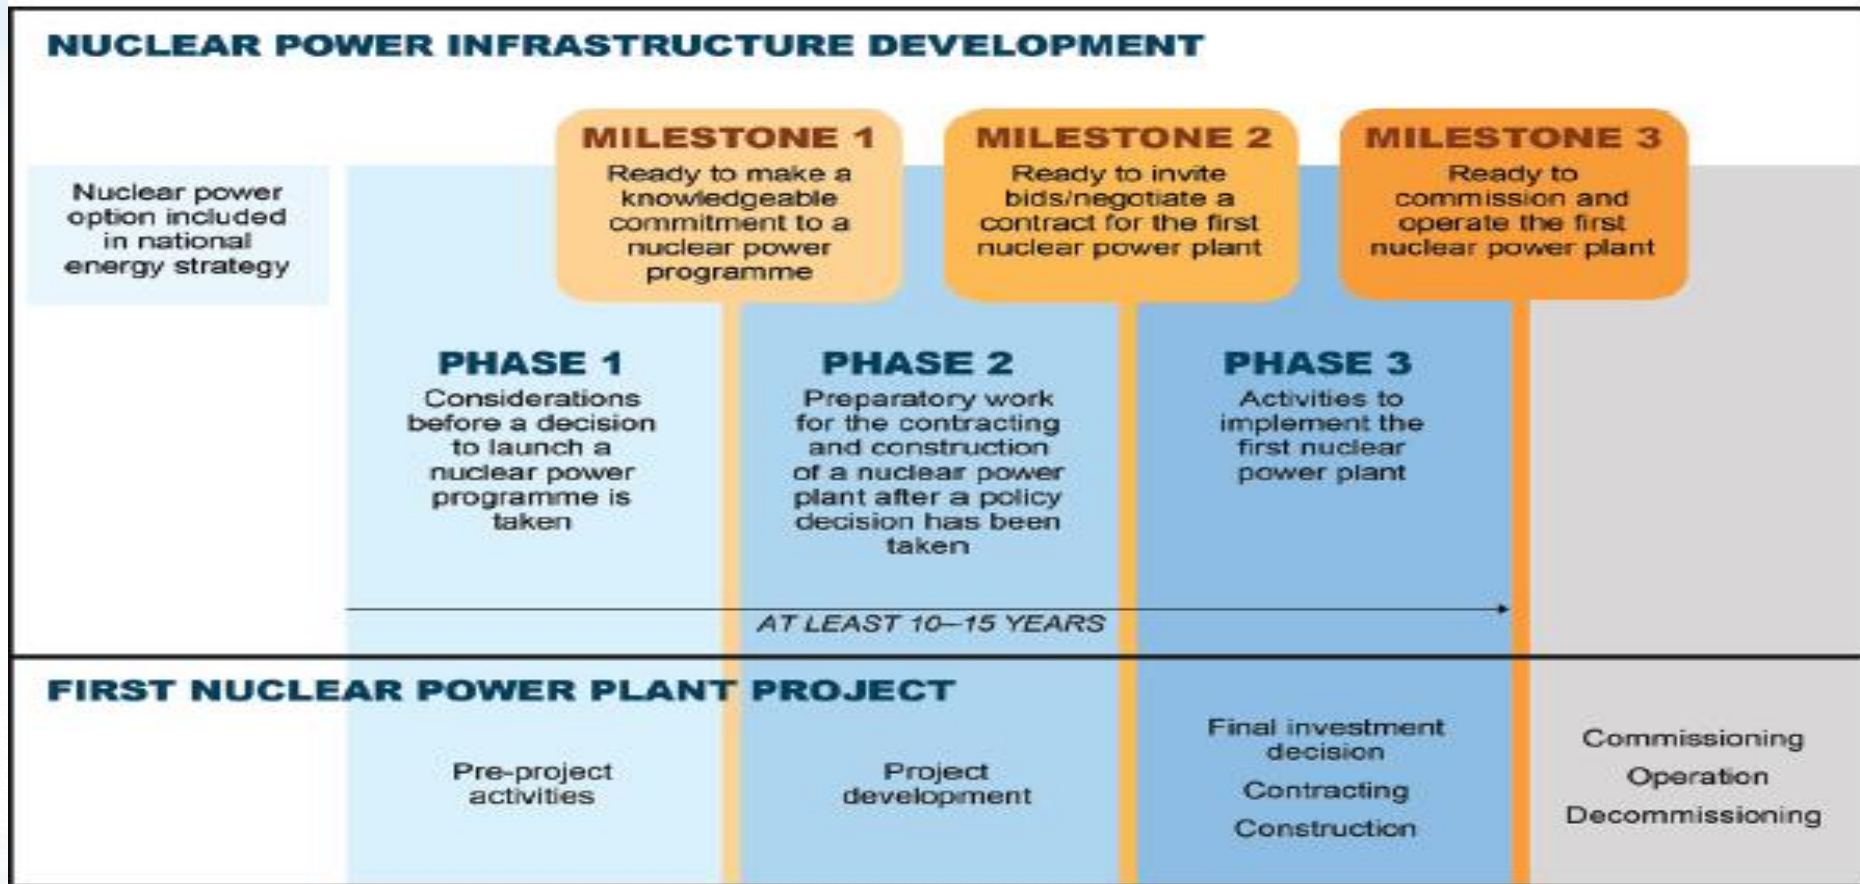 NUCLEAR POWER INFRASTRUCTURE DEVELOPMENT
Nuclear power
option included
in national
energy strategy
MILESTONE 1
Ready to make a
knowledgeable
commitment to a
nuclear power
programme
MILESTONE 2
Ready to invite
bids/negotiate a
contract for the first
nuclear power plant
MILESTONE 3
Ready to
commission and
operate the first
nuclear power plant
PHASE 1
Considerations
before a decision
to launch a
nuclear power
programme is
taken
PHASE 2
Preparatory work
for the contracting
and construction
of a nuclear power
plant after a policy
decision has been
taken
PHASE 3
Activities to
implement the
first nuclear
power plant
AT LEAST 10–15 YEARS
FIRST NUCLEAR POWER PLANT PROJECT
Pre-project
activities
Project
development
Final investment
decision
Contracting
Construction
Commissioning
Operation
Decommissioning